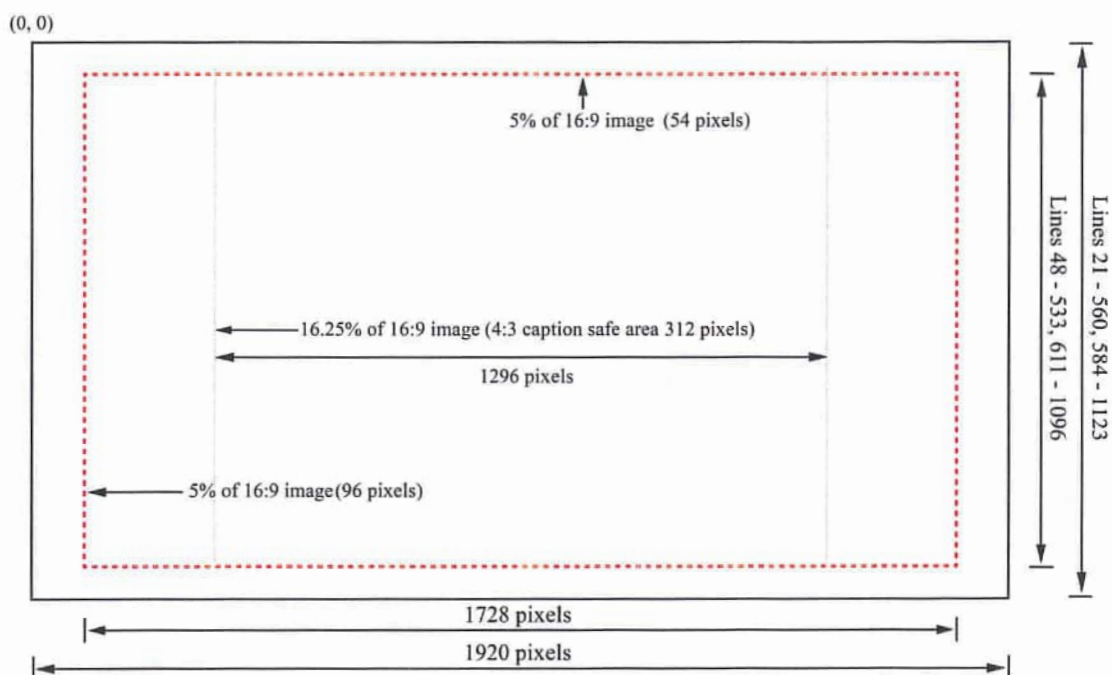 (0, 0)
5% of 16:9 image (54 pixels)
16.25% of 16:9 image (4:3 caption safe area 312 pixels)
1296 pixels
5% of 16:9 image(96 pixels)
1728 pixels
1920 pixels
Lines 48 - 533, 611 - 1096
Lines 21 - 560, 584 - 1123